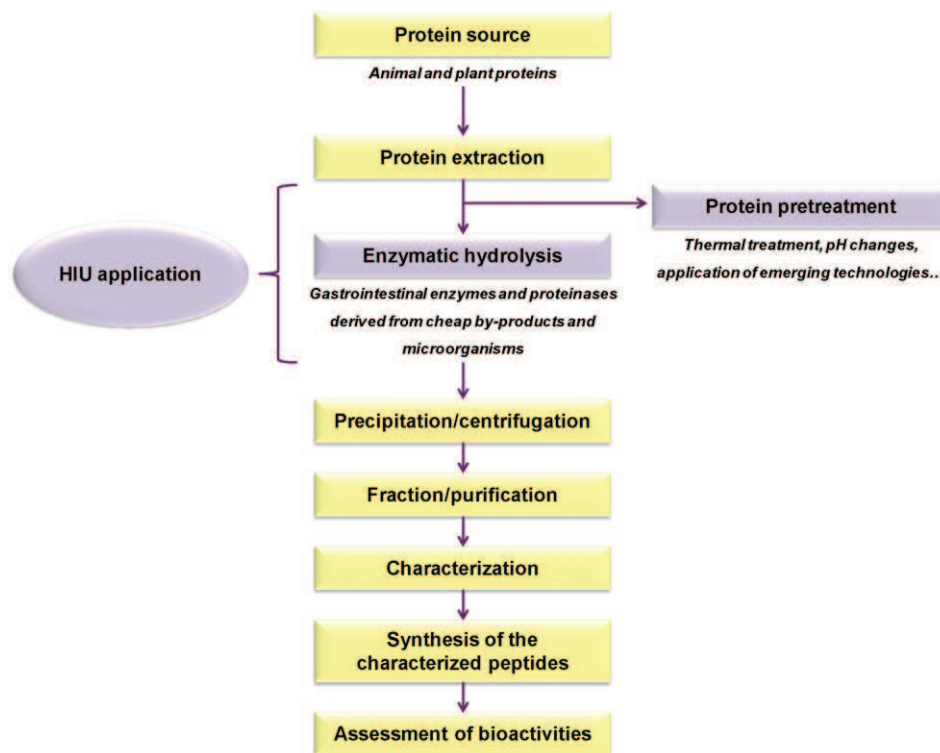 Protein source
Animal and plant proteins
Protein extraction
Protein pretreatment
Thermal treatment, pH changes,
application of emerging technologies...
HIU application
Enzymatic hydrolysis
Gastrointestinal enzymes and proteinases
derived from cheap by-products and
microorganisms
Precipitation/centrifugation
Fraction/purification
Characterization
Synthesis of the
characterized peptides
Assessment of bioactivities